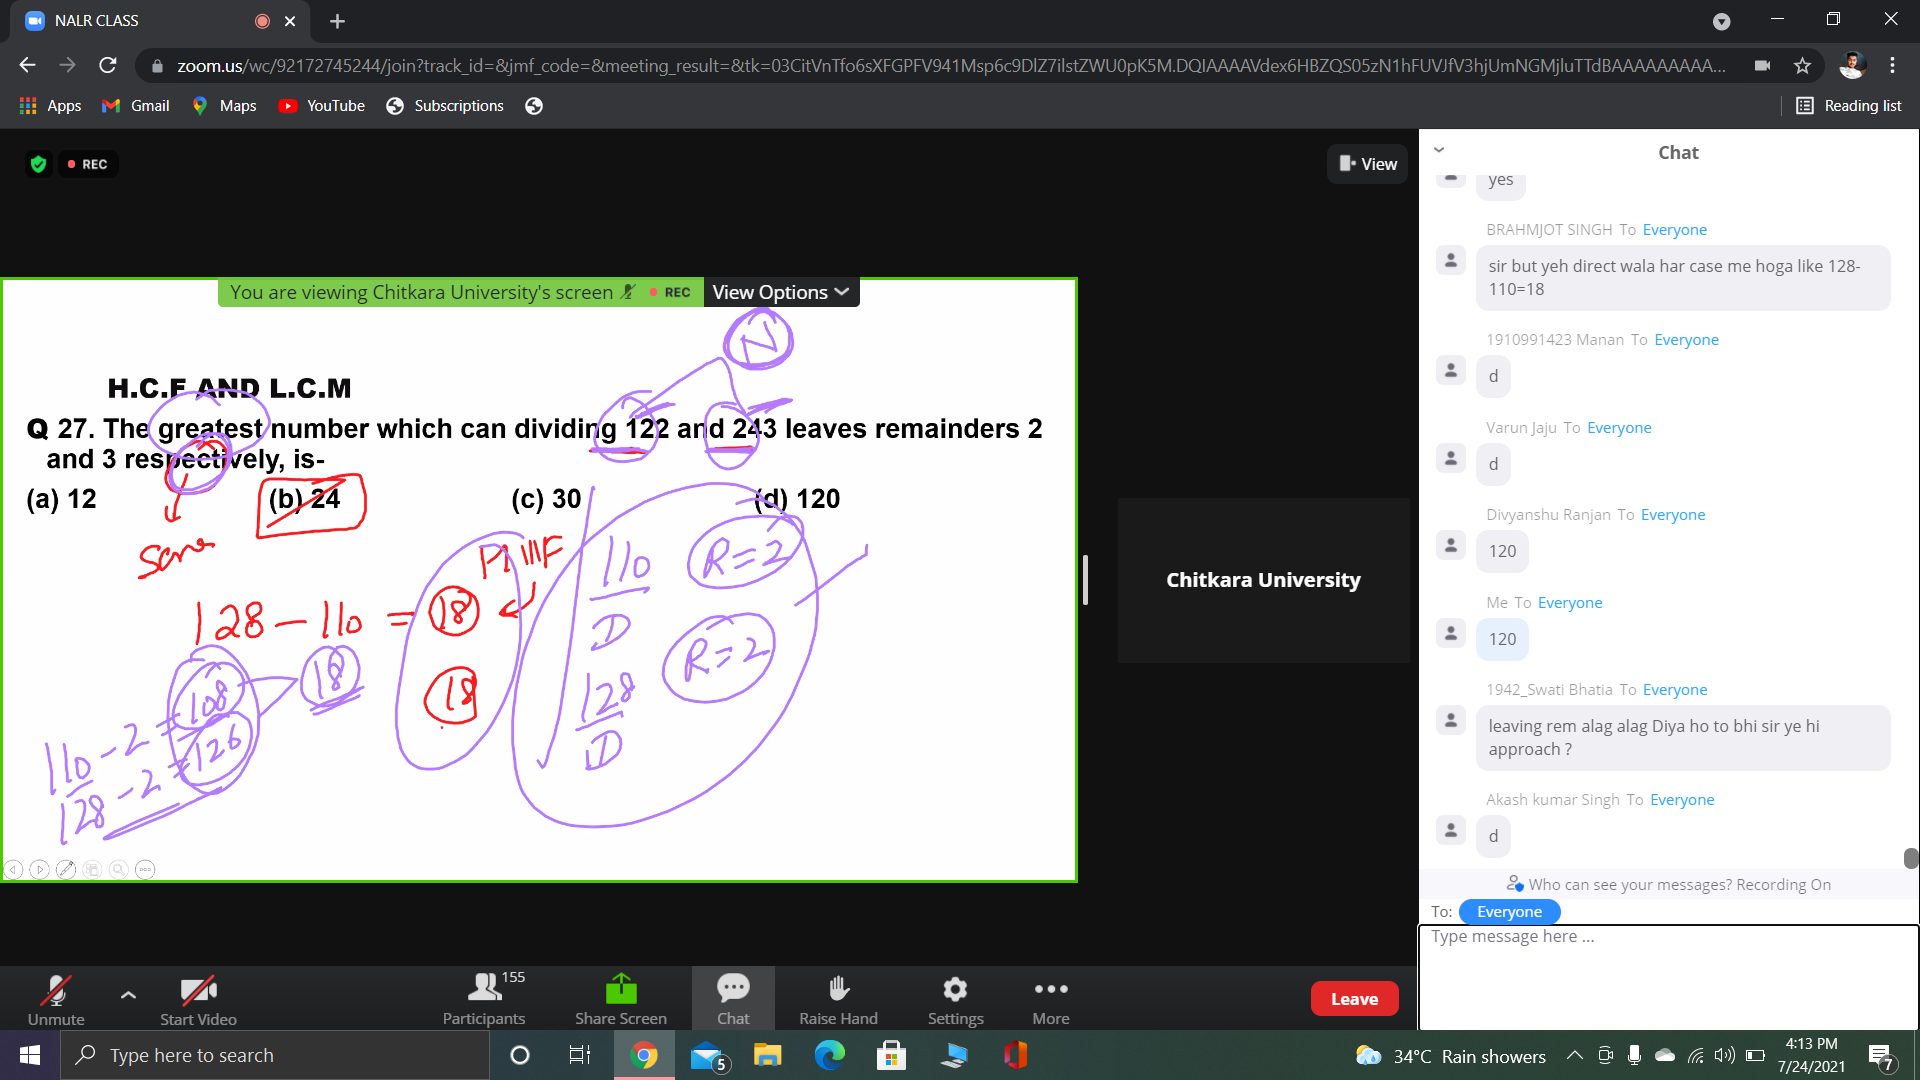 NALR CLASS
zoom.us/wc/92172745244/join?track_id=&jmf_code=&meeting_result=&tk=03CitVnTfo6sXFGPFV941Msp6c9DlZ7ilstZWU0pK5M.DQIAAAAVdex6HBZQS05zN1hFUVJfV3hjUmNGMjluTTdBAAAAAAAAA...
Apps Gmail Maps YouTube Subscriptions Reading list
REC
View
You are viewing Chitkara University's screen REC View Options
N
H.C.F AND L.C.M
Q 27. The greatest number which can dividing 122 and 243 leaves remainders 2
and 3 respectively, is-
(a) 12 (b) 24 (c) 30 (d) 120
Same
128 - 110 = 18
18
110 R = 2
D
128 R = 2
D
110 - 2 = 108
128 - 2 = 126
18
Chitkara University
Chat
yes
BRAHMJOT SINGH To Everyone
sir but yeh direct wala har case me hoga like 128-
110=18
1910991423 Manan To Everyone
d
Varun Jaju To Everyone
d
Divyanshu Ranjan To Everyone
120
Me To Everyone
120
1942_Swati Bhatia To Everyone
leaving rem alag alag Diya ho to bhi sir ye hi
approach ?
Akash kumar Singh To Everyone
d
Who can see your messages? Recording On
To: Everyone
Type message here ...
Unmute Start Video Participants 155 Share Screen Chat Raise Hand Settings More Leave
Type here to search
5
34°C Rain showers
4:13 PM
7/24/2021
7